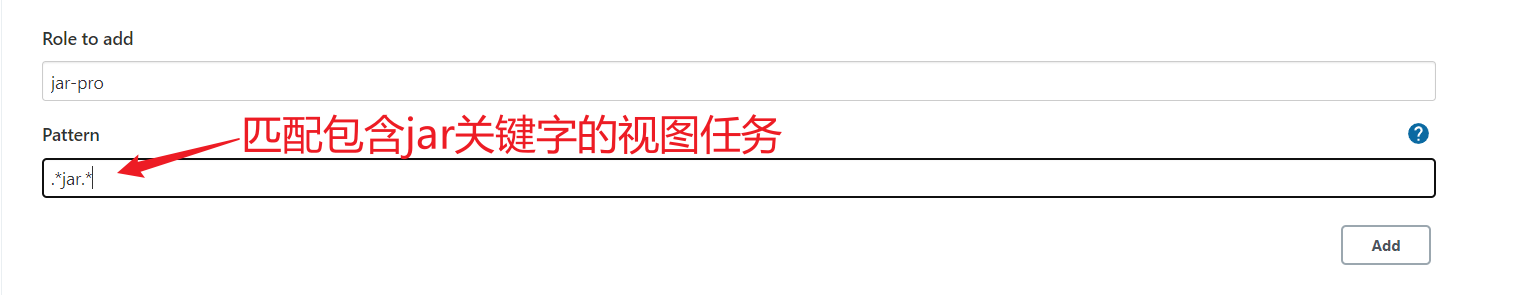 Role to add
jar-pro
Pattern
匹配包含jar关键字的视图任务
?
.*jar.*
Add